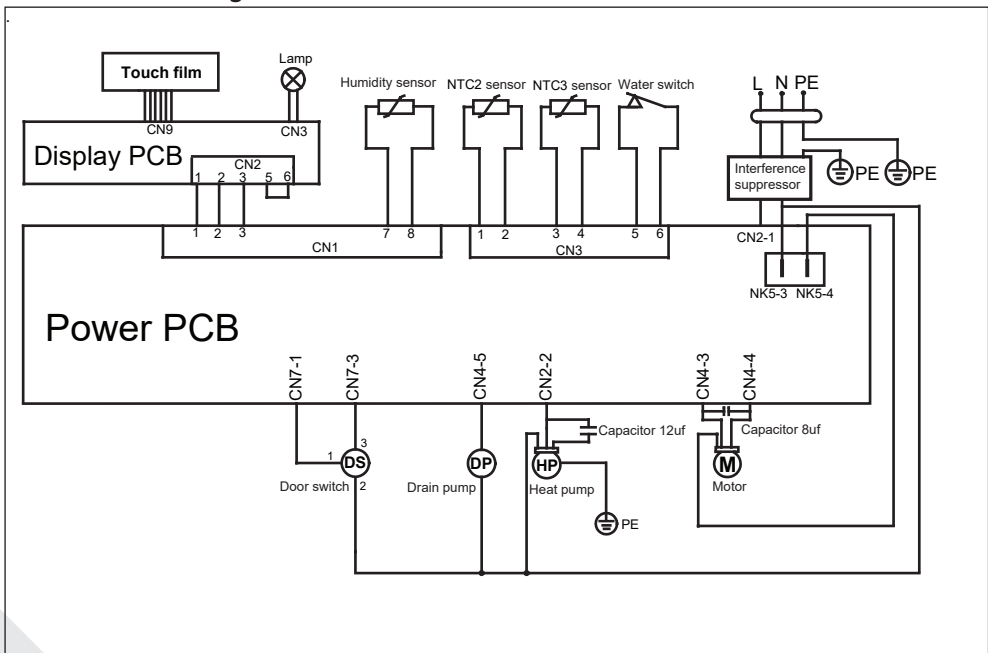 Touch film
Lamp
Humidity sensor NTC2 sensor NTC3 sensor Water switch
L N PE
CN9
CN3
Display PCB
CN2
1 2 3 5 6
Interference
suppressor
PE PE
1 2 3 7 8 1 2 3 4 5 6
CN1
CN3
CN2-1
NK5-3 NK5-4
Power PCB
CN7-1 CN7-3 CN4-5 CN2-2 CN4-3 CN4-4
Capacitor 12uf
Capacitor 8uf
1 3 2
DS DP HP M
Door switch Drain pump Heat pump Motor
PE